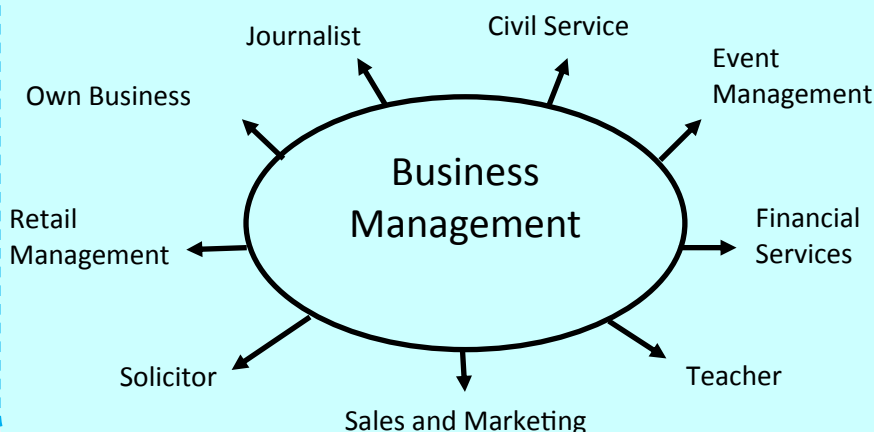 Journalist
Civil Service
Event
Management
Own Business
Business
Management
Retail
Management
Financial
Services
Solicitor
Teacher
Sales and Marketing